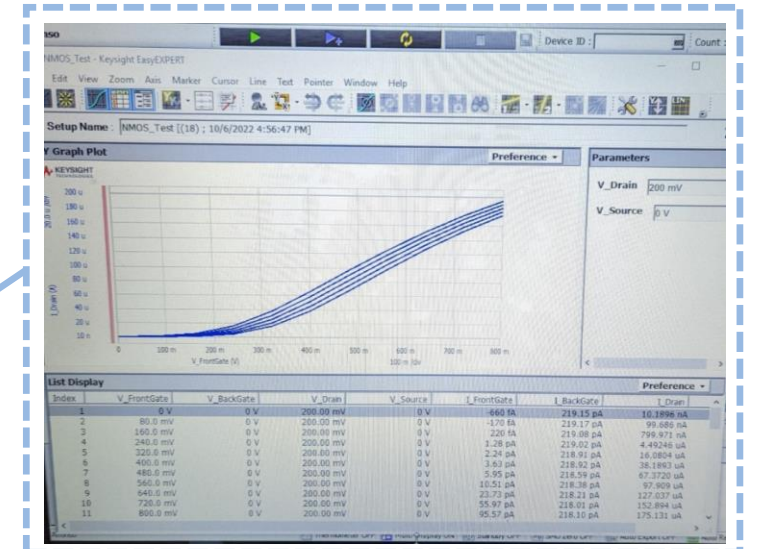 Device ID :
Count :
NMOS_Test - Keysight EasyEXPERT
Edit View Zoom Axis Marker Cursor Line Text Pointer Window Help
Setup Name : NMOS_Test [(18) ; 10/6/2022 4:56:47 PM]
Y Graph Plot
Preference
Parameters
KEYSIGHT
TECHNOLOGIES
V_Drain 200 mV
V_Source 0 V
200 u
180 u
160 u
140 u
120 u
100 u
80 u
60 u
40 u
20 u
10 n
I_Drain (A)
0 100 m 200 m 300 m 400 m 500 m 600 m 700 m 800 m
V_FrontGate (V)
100 m /div
List Display
Preference
Index V_FrontGate V_BackGate V_Drain V_Source I_FrontGate I_BackGate I_Drain
1 0 V 0 V 200.00 mV 0 V -660 fA 219.15 pA 10.1896 nA
2 80.0 mV 0 V 200.00 mV 0 V -170 fA 219.17 pA 99.686 nA
3 160.0 mV 0 V 200.00 mV 0 V 220 fA 219.08 pA 799.971 nA
4 240.0 mV 0 V 200.00 mV 0 V 1.28 pA 219.02 pA 4.49246 uA
5 320.0 mV 0 V 200.00 mV 0 V 2.24 pA 218.91 pA 16.0804 uA
6 400.0 mV 0 V 200.00 mV 0 V 3.63 pA 218.92 pA 38.1893 uA
7 480.0 mV 0 V 200.00 mV 0 V 5.95 pA 218.59 pA 67.3720 uA
8 560.0 mV 0 V 200.00 mV 0 V 10.51 pA 218.38 pA 97.909 uA
9 640.0 mV 0 V 200.00 mV 0 V 23.73 pA 218.21 pA 127.037 uA
10 720.0 mV 0 V 200.00 mV 0 V 55.97 pA 218.01 pA 152.894 uA
11 800.0 mV 0 V 200.00 mV 0 V 95.57 pA 218.10 pA 175.131 uA